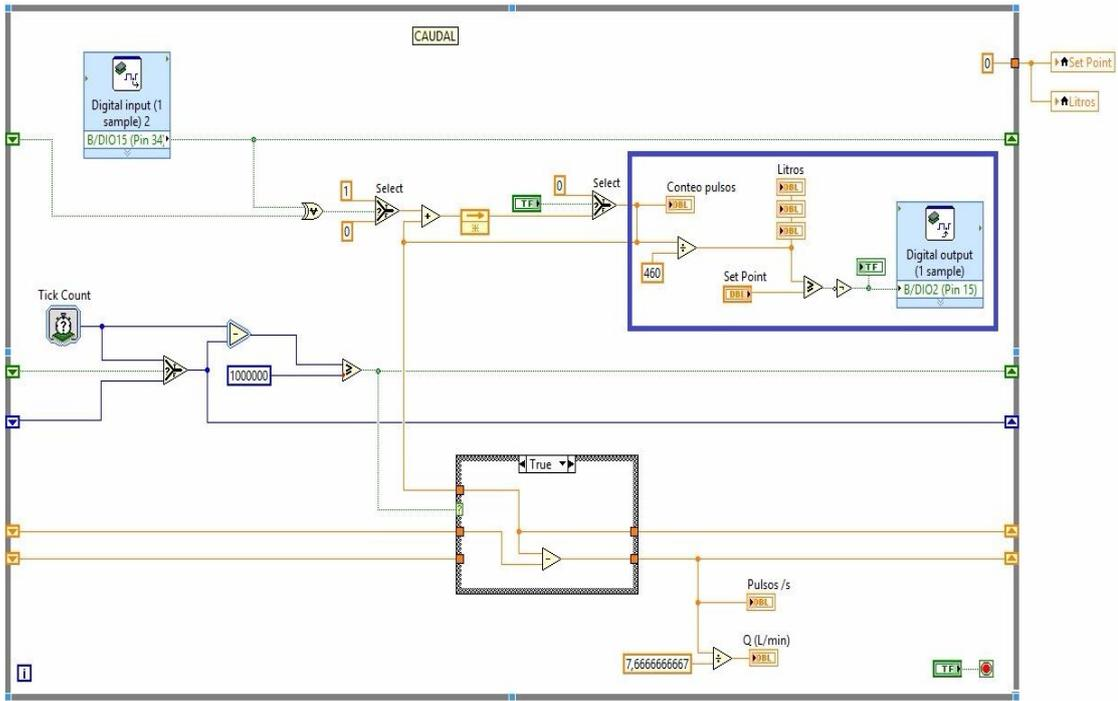 CAUDAL
0
Set Point
Litros
Digital input (1
sample) 2
B/DIO15 (Pin 34)
1
Select
0
TF
0
Select
Conteo pulsos
DBL
Litros
DBL
DBL
DBL
460
Set Point
DBL
TF
Digital output
(1 sample)
B/DIO2 (Pin 15)
Tick Count
1000000
True
Pulsos /s
DBL
Q (L/min)
7,6666666667
DBL
i
TF